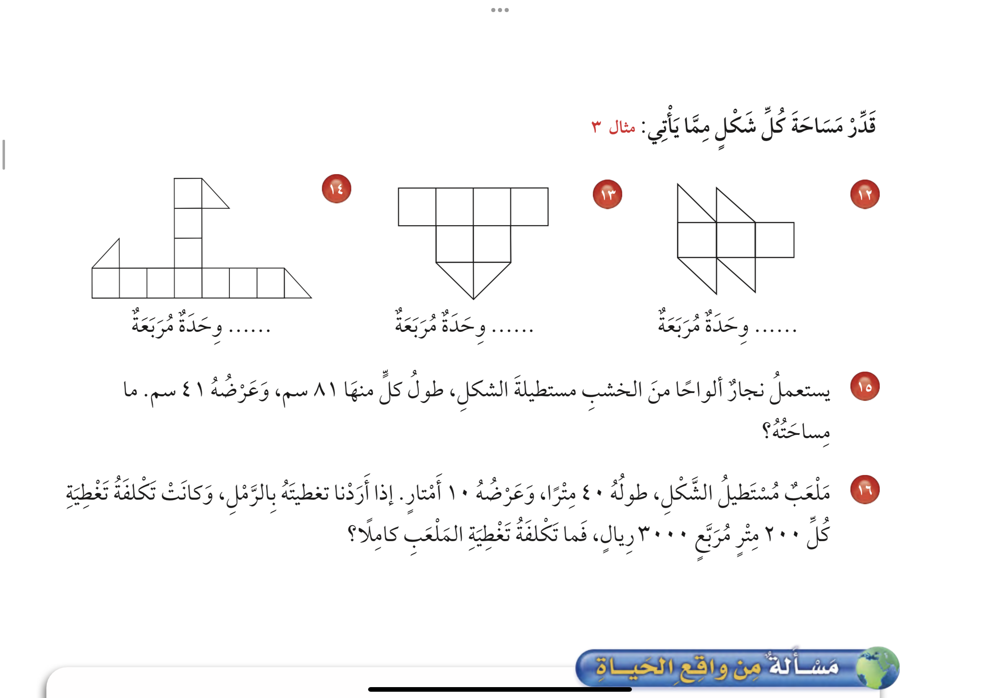 قَدِّرْ مَسَاحَةَ كُلِّ شَكْلٍ مِمَّا يَأْتِي: مثال ٣
١٢
١٣
١٤
...... وِحَدَةٌ مُرَبَعَةٌ
...... وِحَدَةٌ مُرَبَعَةٌ
...... وِحَدَةٌ مُرَبَعَةٌ
١٥ يستعملُ نجارٌ ألواحًا منَ الخشبِ مستطيلةَ الشكلِ، طولُ كلٍّ منهَا ٨١ سم، وَعَرْضُهُ ٤١ سم. ما
مِساحَتُهُ؟
١٦ مَلْعَبٌ مُسْتَطيلُ الشَّكْلِ، طولُهُ ٤٠ مِتْرًا، وَعَرْضُهُ ١٠ أَمْتارٍ. إذا أَرَدْنا تغطيتَهُ بِالرَّمْلِ، وَكانَتْ تَكْلفَةُ تَغْطِيَةِ
كُلِّ ٢٠٠ مِتْرٍ مُرَبَّعٍ ٣٠٠٠ رِيالٍ، فَما تَكْلفَةُ تَغْطِيَةِ المَلْعَبِ كامِلًا؟
مَسْأَلةٌ مِن واقِعِ الحَياةِ